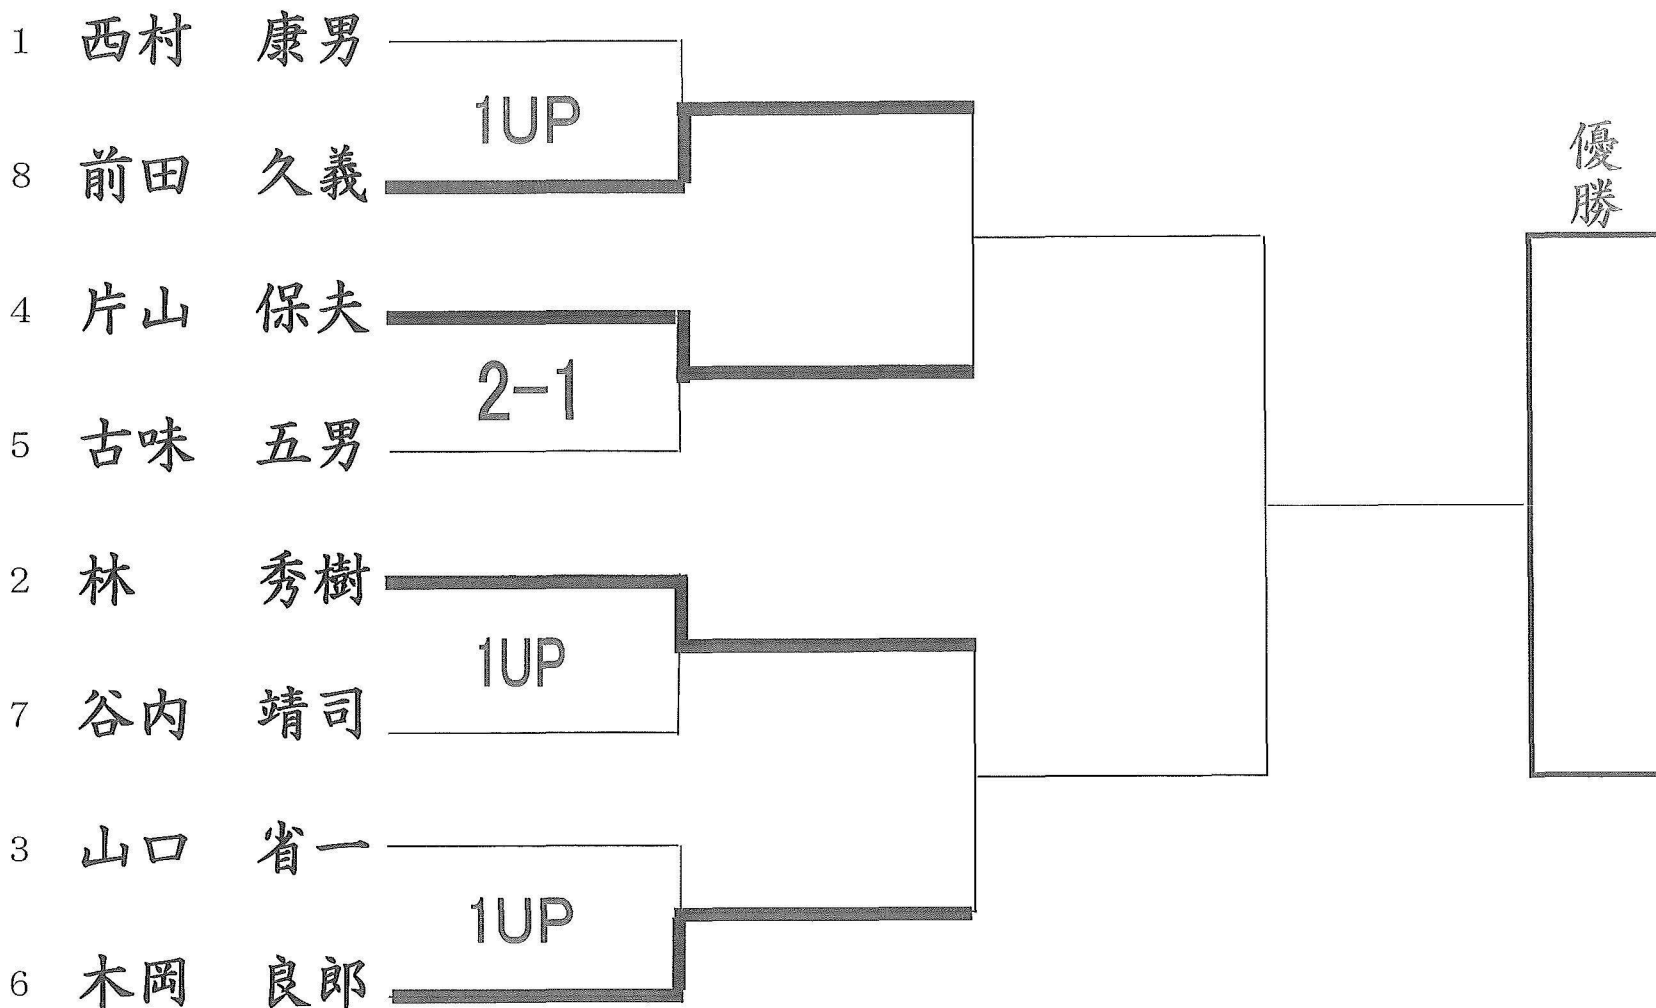 1 西村 康男
1UP
8 前田 久義
4 片山 保夫
2-1
5 古味 五男
2 林 秀樹
1UP
7 谷内 靖司
3 山口 省一
1UP
6 木岡 良郎
優勝